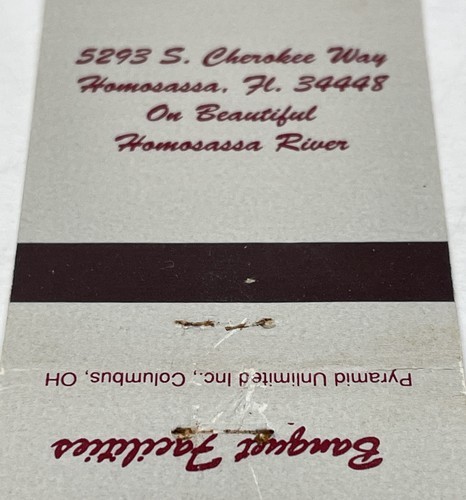 5293 S. Cherokee Way
Homosassa, Fl. 34448
On Beautiful
Homosassa River
Pyramid Unlimited Inc., Columbus, OH
Banquet Facilities